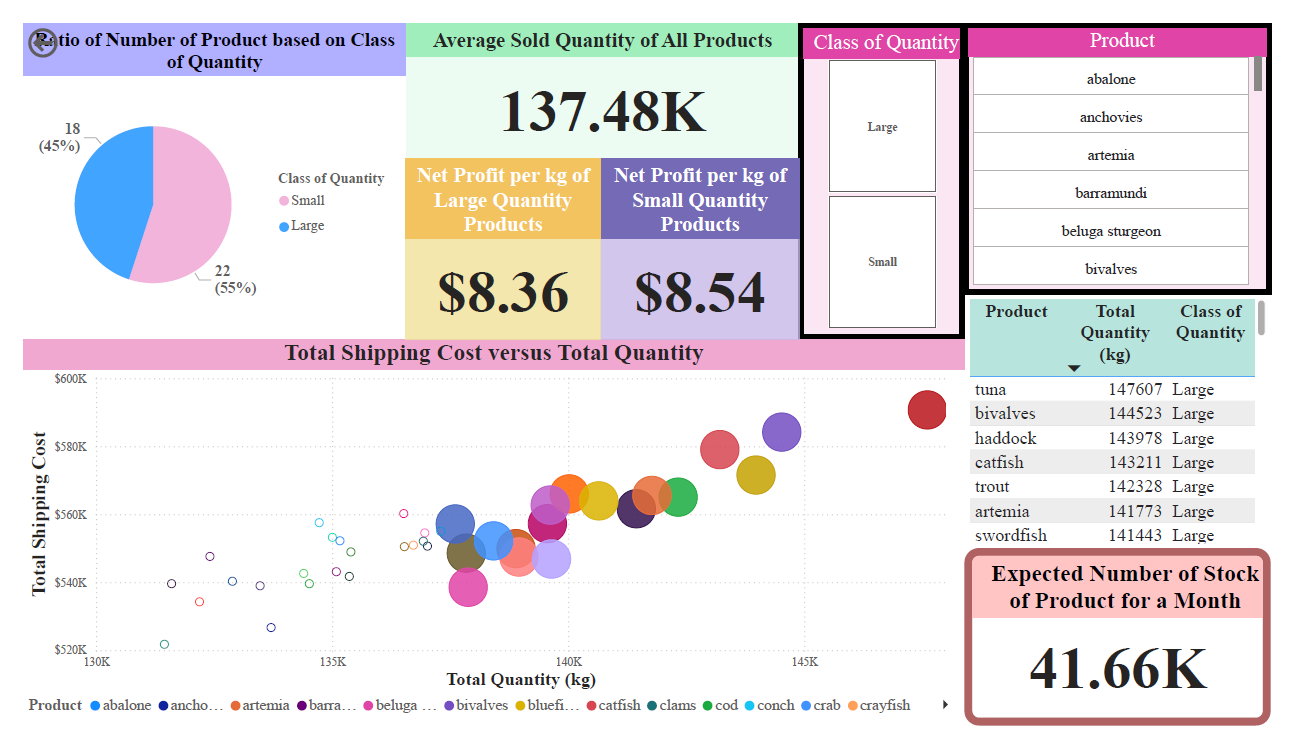 Ratio of Number of Product based on Class
of Quantity
18
(45%)
22
(55%)
Class of Quantity
Small
Large
Average Sold Quantity of All Products
137.48K
Net Profit per kg of
Large Quantity
Products
$8.36
Net Profit per kg of
Small Quantity
Products
$8.54
Class of Quantity
Large
Small
Product
abalone
anchovies
artemia
barramundi
beluga sturgeon
bivalves
Product Total Quantity (kg) Class of Quantity
tuna 147607 Large
bivalves 144523 Large
haddock 143978 Large
catfish 143211 Large
trout 142328 Large
artemia 141773 Large
swordfish 141443 Large
Total Shipping Cost versus Total Quantity
Total Shipping Cost
$600K
$580K
$560K
$540K
$520K
130K 135K 140K 145K
Total Quantity (kg)
Product abalone ancho... artemia barra... beluga ... bivalves bluefi... catfish clams cod conch crab crayfish
Expected Number of Stock
of Product for a Month
41.66K